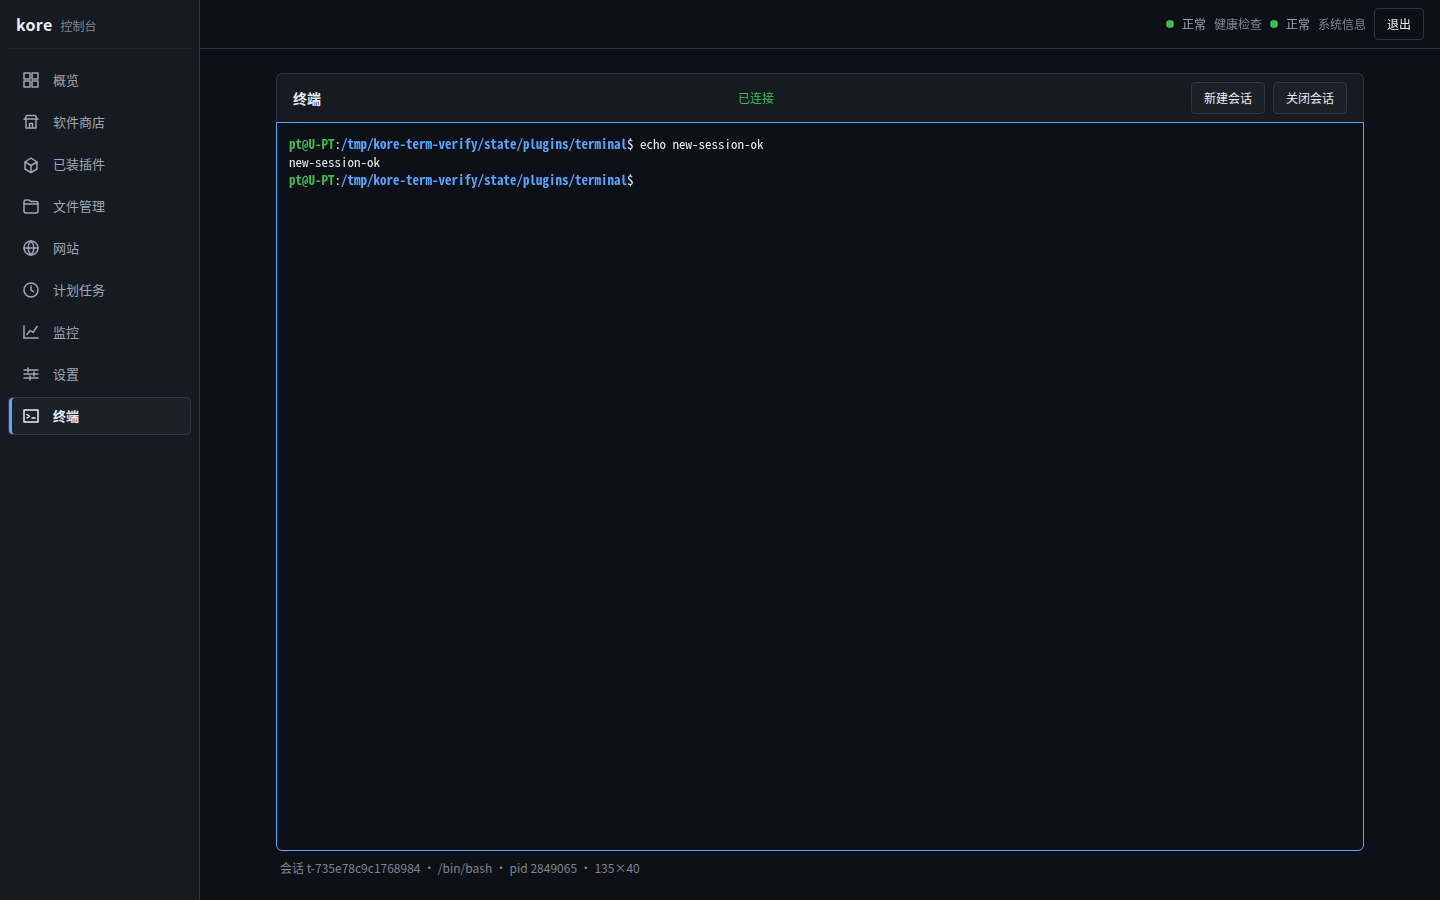 kore 控制台
正常 健康检查 正常 系统信息 退出
概览
软件商店
已装插件
文件管理
网站
计划任务
监控
设置
终端
终端 已连接 新建会话 关闭会话
pt@U-PT:/tmp/kore-term-verify/state/plugins/terminal$ echo new-session-ok
new-session-ok
pt@U-PT:/tmp/kore-term-verify/state/plugins/terminal$
会话 t-735e78c9c1768984 · /bin/bash · pid 2849065 · 135×40